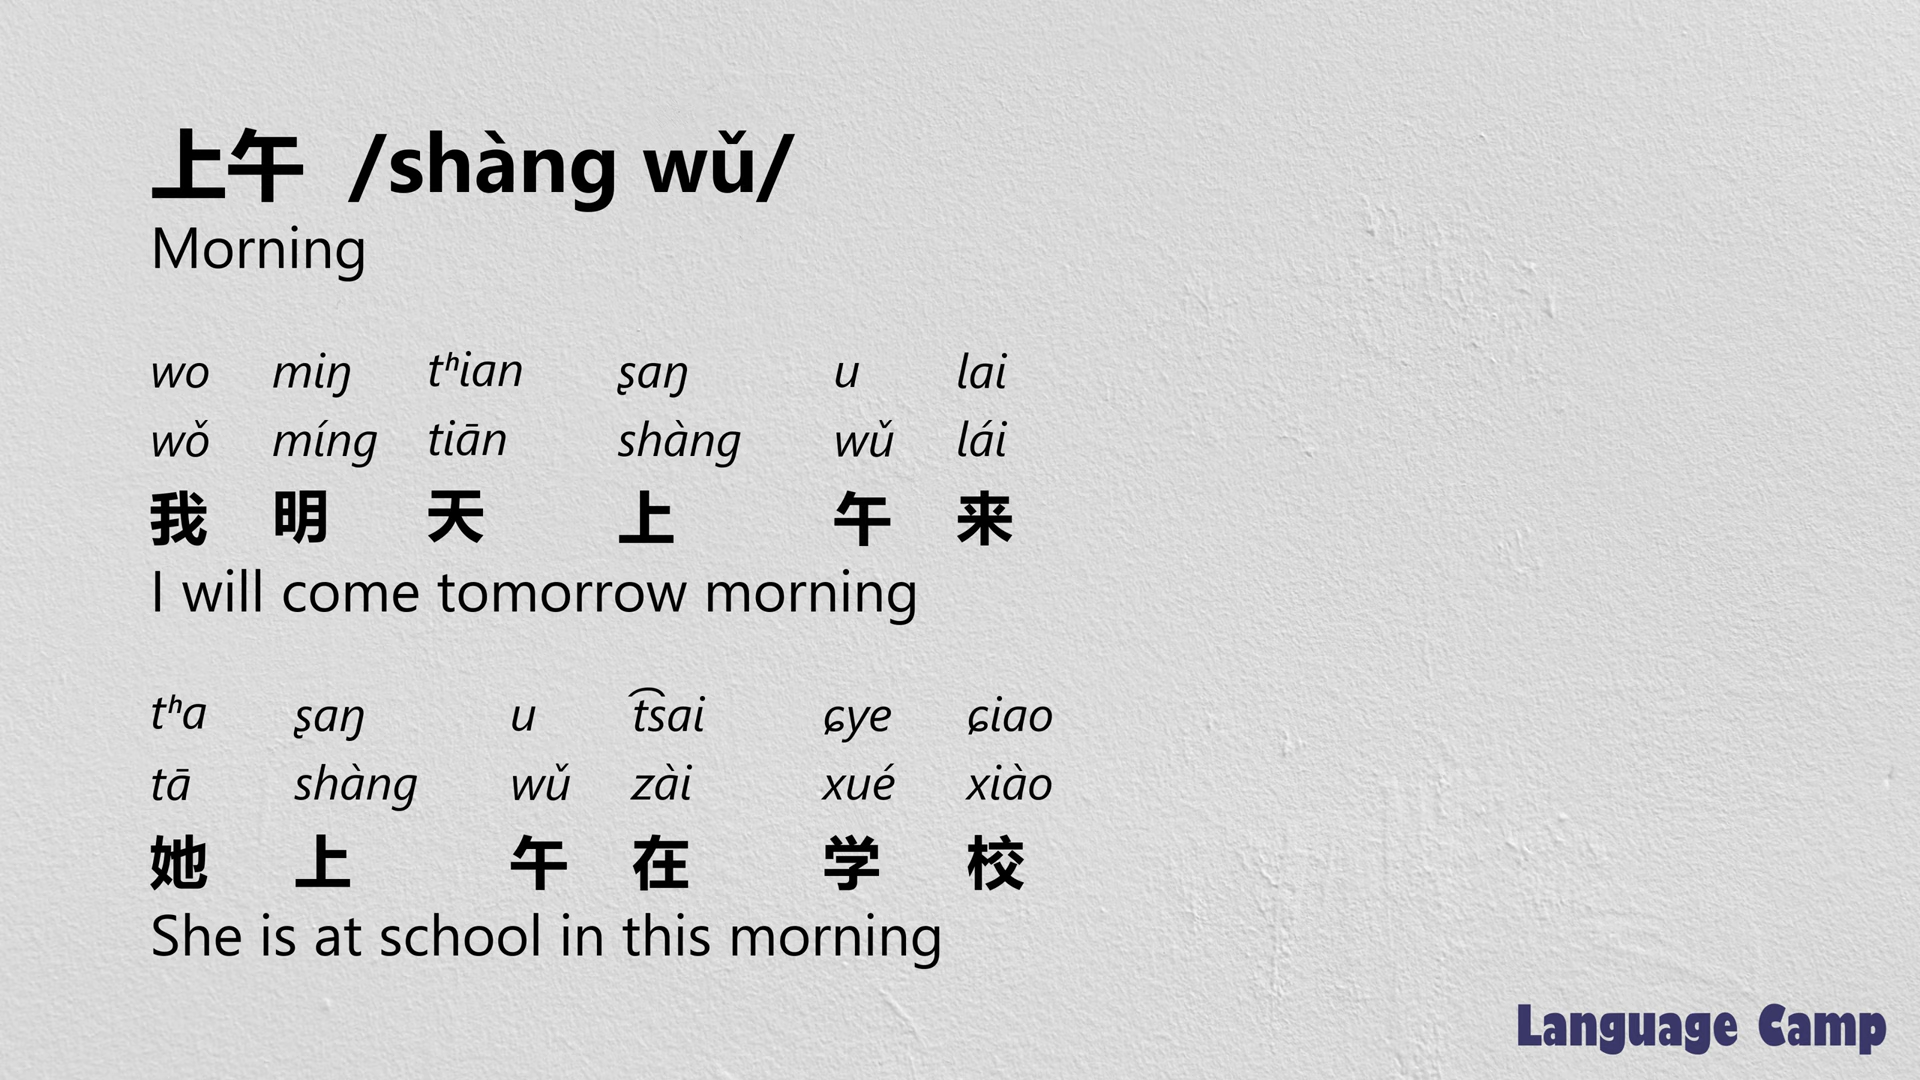 上午 /shàng wǔ/
Morning
wo miŋ tʰian ʂaŋ u lai
wǒ míng tiān shàng wǔ lái
我 明 天 上 午 来
I will come tomorrow morning
tʰa ʂaŋ u t͡sai ɕye ɕiao
tā shàng wǔ zài xué xiào
她 上 午 在 学 校
She is at school in this morning
Language Camp